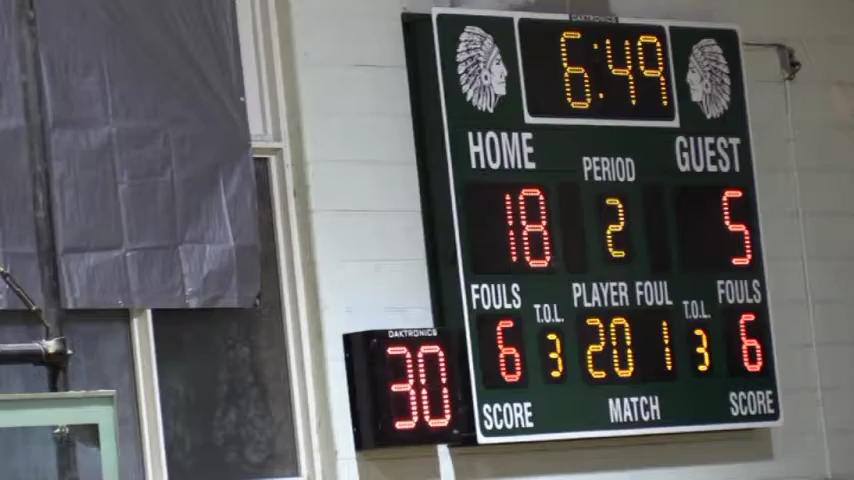 DAKTRONICS
6:49
HOME GUEST
PERIOD
18 2 5
FOULS T.O.L. PLAYER FOUL T.O.L. FOULS
6 3 20 1 3 6
SCORE MATCH SCORE
DAKTRONICS
30